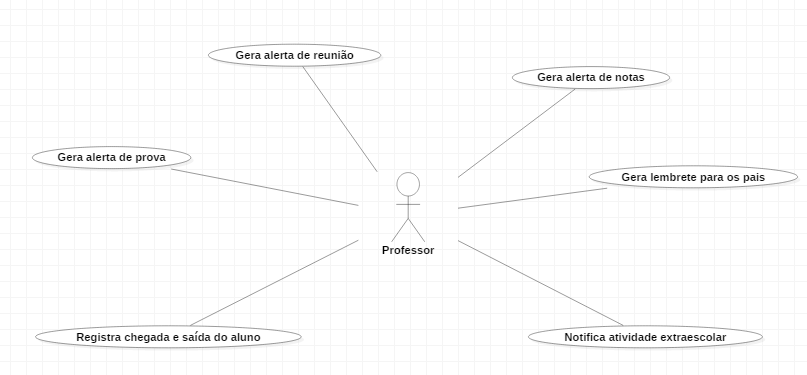 Gera alerta de reunião
Gera alerta de notas
Gera alerta de prova
Gera lembrete para os pais
Professor
Registra chegada e saída do aluno
Notifica atividade extraescolar